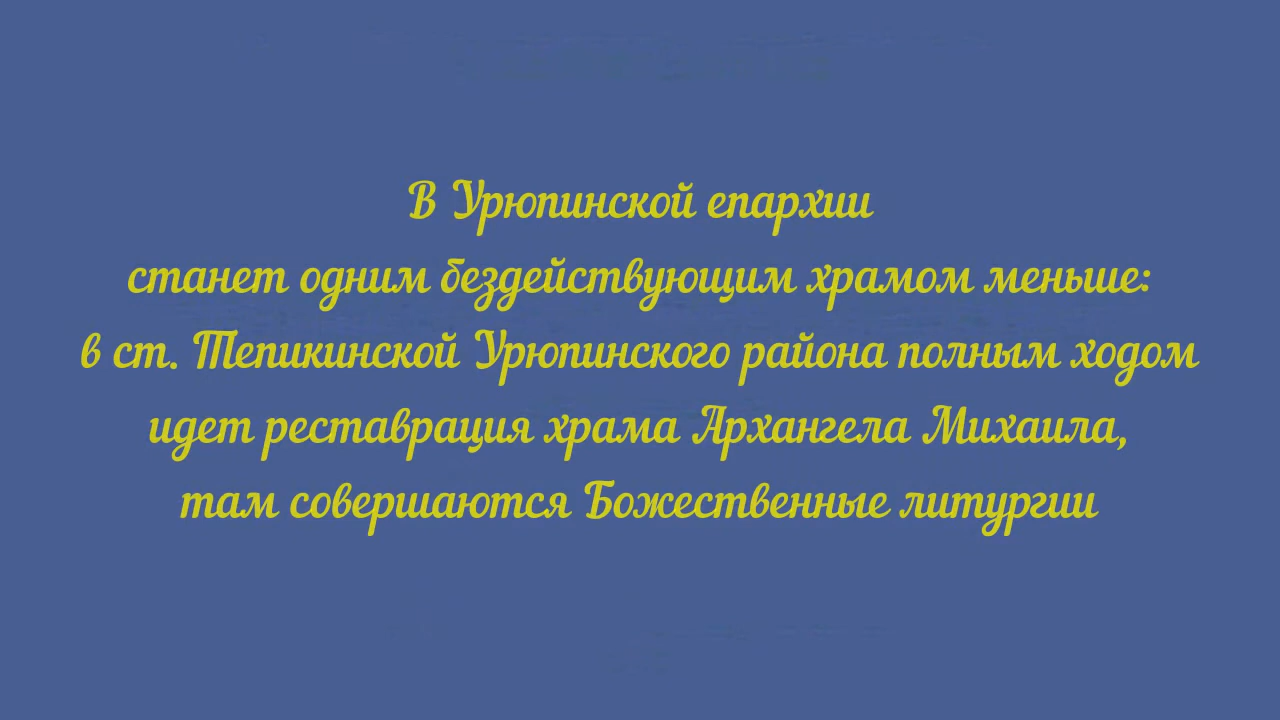 В Урюпинской епархии
станет одним бездействующим храмом меньше:
в ст. Тепикинской Урюпинского района полным ходом
идет реставрация храма Архангела Михаила,
там совершаются Божественные литургии